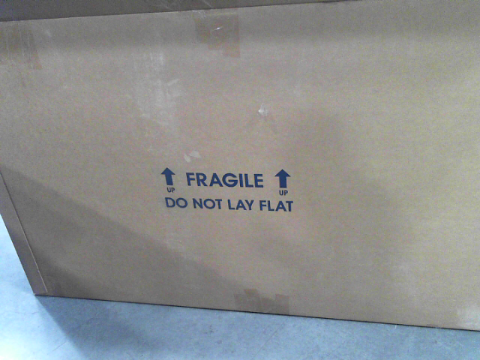 FRAGILE
UP UP
DO NOT LAY FLAT